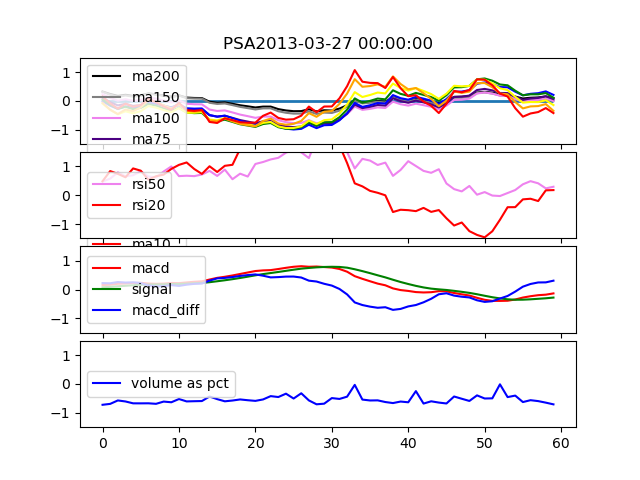 PSA2013-03-27 00:00:00
1
0
−1
ma200
ma150
ma100
ma75
1
0
−1
rsi50
rsi20
ma10
1
0
−1
macd
signal
macd_diff
1
0
−1
volume as pct
0 10 20 30 40 50 60